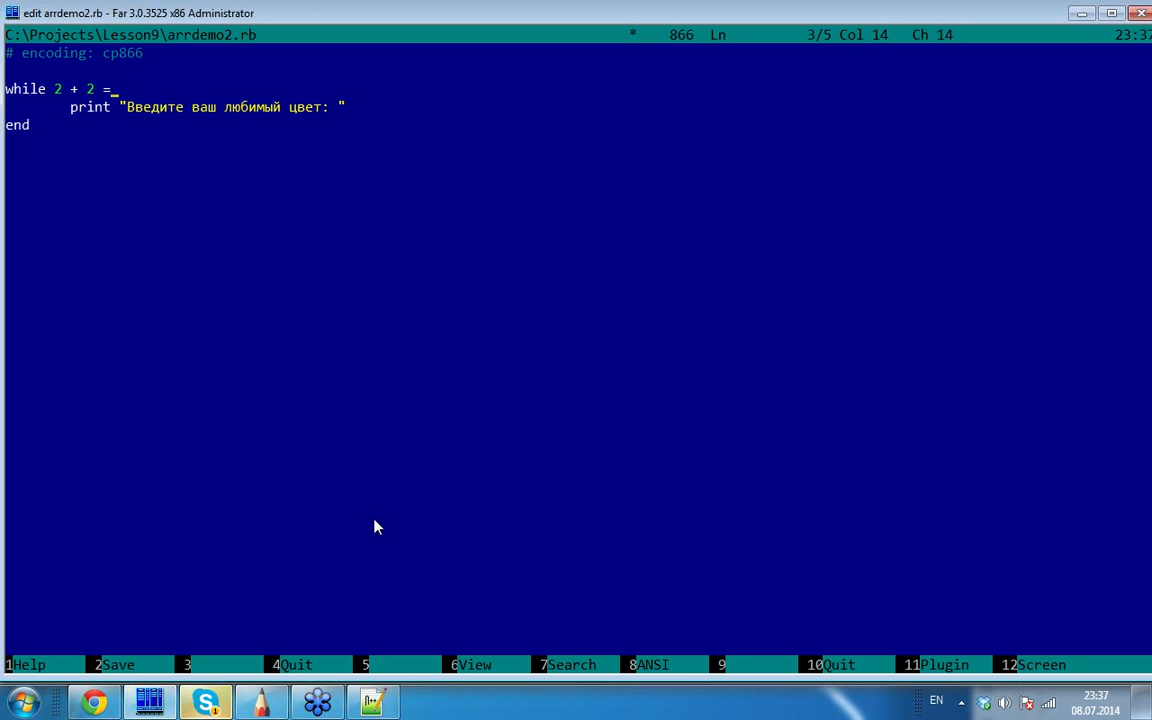 edit arrdemo2.rb - Far 3.0.3525 x86 Administrator
C:\Projects\Lesson9\arrdemo2.rb * 866 Ln 3/5 Col 14 Ch 14 23:37
# encoding: cp866
while 2 + 2 =_
print "Введите ваш любимый цвет: "
end
1Help 2Save 3 4Quit 5 6View 7Search 8ANSI 9 10Quit 11Plugin 12Screen
EN 23:37
08.07.2014